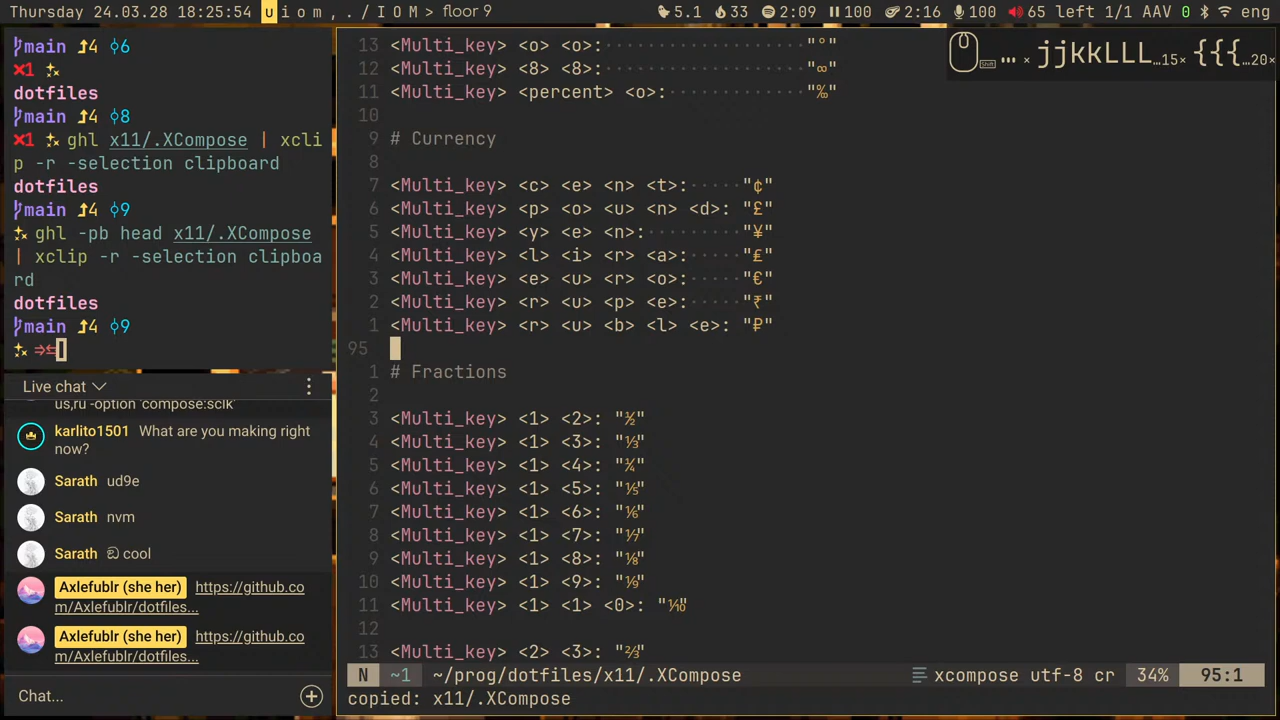 Thursday 24.03.28 18:25:54 u i o m , . / I O M > floor 9 5.1 33 2:09 100 2:16 100 65 left 1/1 AAV 0 eng
main 4 6
1
dotfiles
main 4 8
1 ghl x11/.XCompose | xcli
p -r -selection clipboard
dotfiles
main 4 9
ghl -pb head x11/.XCompose
| xclip -r -selection clipboa
rd
dotfiles
main 4 9
Live chat
us,ru -option 'compose:sclk'
karlito1501 What are you making right
now?
Sarath ud9e
Sarath nvm
Sarath ඞ cool
Axlefublr (she her) https://github.co
m/Axlefublr/dotfiles...
Axlefublr (she her) https://github.co
m/Axlefublr/dotfiles...
Chat...
13 <Multi_key> <o> <o>: "°"
12 <Multi_key> <8> <8>: "∞"
11 <Multi_key> <percent> <o>: "‰"
10
9 # Currency
8
7 <Multi_key> <c> <e> <n> <t>: "¢"
6 <Multi_key> <p> <o> <u> <n> <d>: "£"
5 <Multi_key> <y> <e> <n>: "¥"
4 <Multi_key> <l> <i> <r> <a>: "₤"
3 <Multi_key> <e> <u> <r> <o>: "€"
2 <Multi_key> <r> <u> <p> <e>: "₹"
1 <Multi_key> <r> <u> <b> <l> <e>: "₽"
95
1 # Fractions
2
3 <Multi_key> <1> <2>: "½"
4 <Multi_key> <1> <3>: "⅓"
5 <Multi_key> <1> <4>: "¼"
6 <Multi_key> <1> <5>: "⅕"
7 <Multi_key> <1> <6>: "⅙"
8 <Multi_key> <1> <7>: "⅐"
9 <Multi_key> <1> <8>: "⅛"
10 <Multi_key> <1> <9>: "⅑"
11 <Multi_key> <1> <1> <0>: "⅒"
12
13 <Multi_key> <2> <3>: "⅔"
N ~1 ~/prog/dotfiles/x11/.XCompose xcompose utf-8 cr 34% 95:1
copied: x11/.XCompose
Shift ...× jjkkLLL...15× {{{...20×